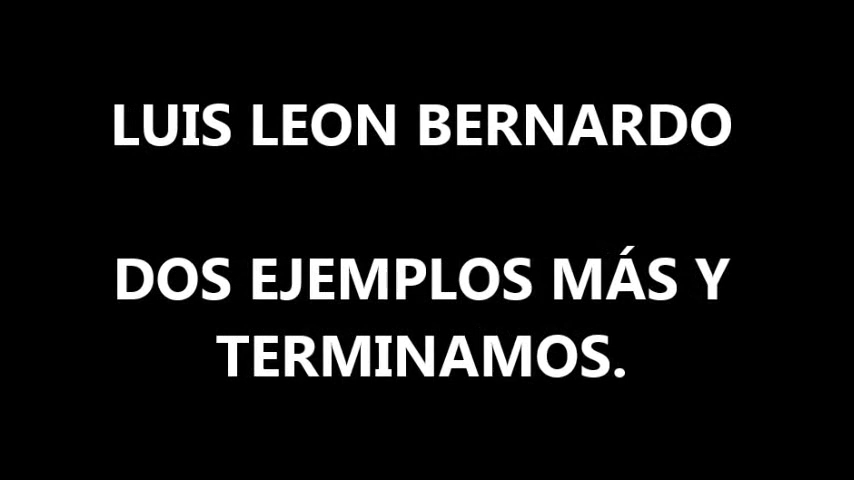 LUIS LEON BERNARDO
DOS EJEMPLOS MÁS Y
TERMINAMOS.